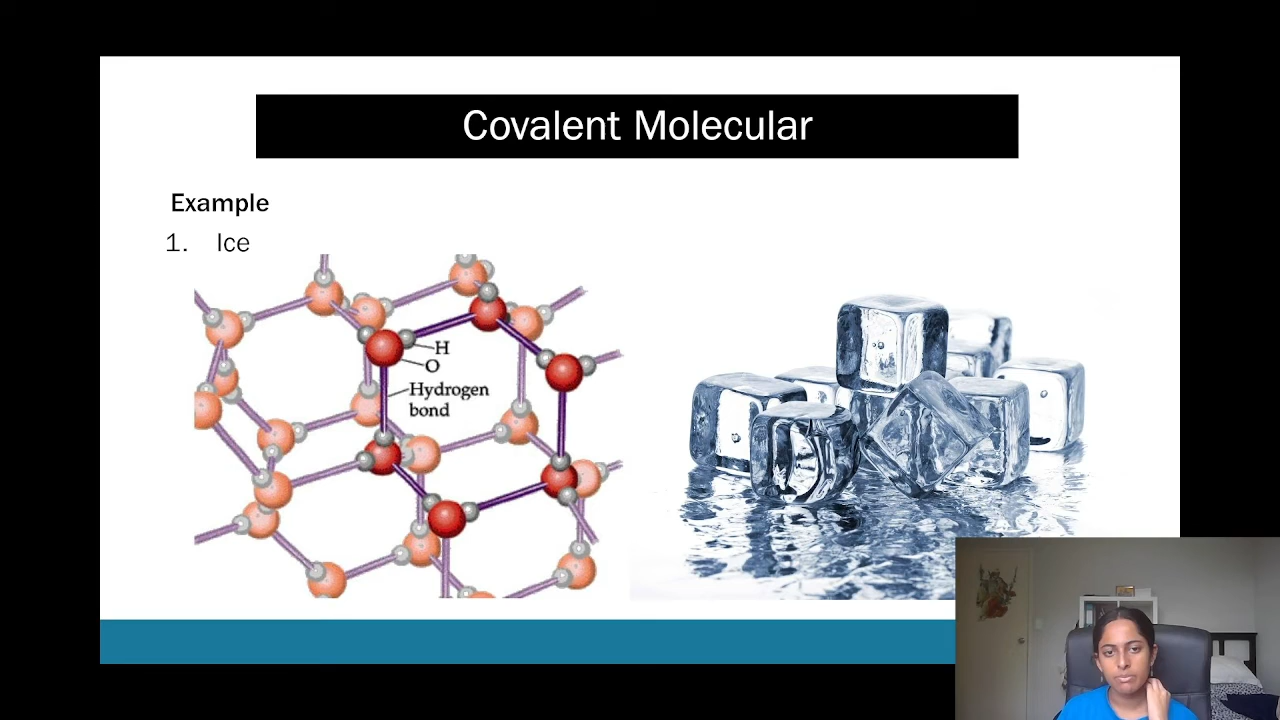 Covalent Molecular
Example
1. Ice
H
O
Hydrogen
bond